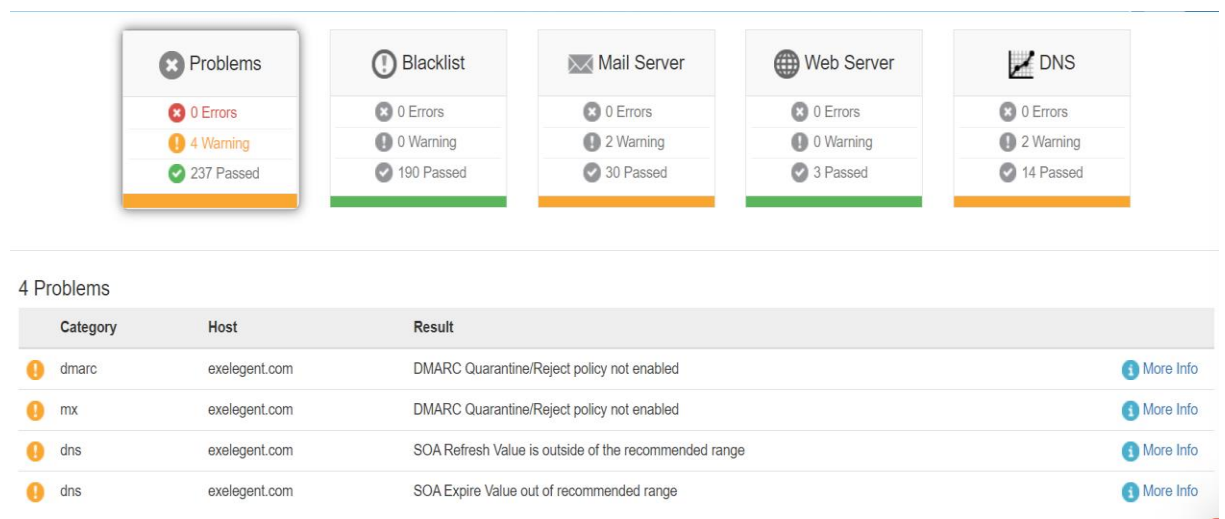 Problems
0 Errors
4 Warning
237 Passed
Blacklist
0 Errors
0 Warning
190 Passed
Mail Server
0 Errors
2 Warning
30 Passed
Web Server
0 Errors
0 Warning
3 Passed
DNS
0 Errors
2 Warning
14 Passed
4 Problems
Category Host Result
dmarc exelegent.com DMARC Quarantine/Reject policy not enabled More Info
mx exelegent.com DMARC Quarantine/Reject policy not enabled More Info
dns exelegent.com SOA Refresh Value is outside of the recommended range More Info
dns exelegent.com SOA Expire Value out of recommended range More Info